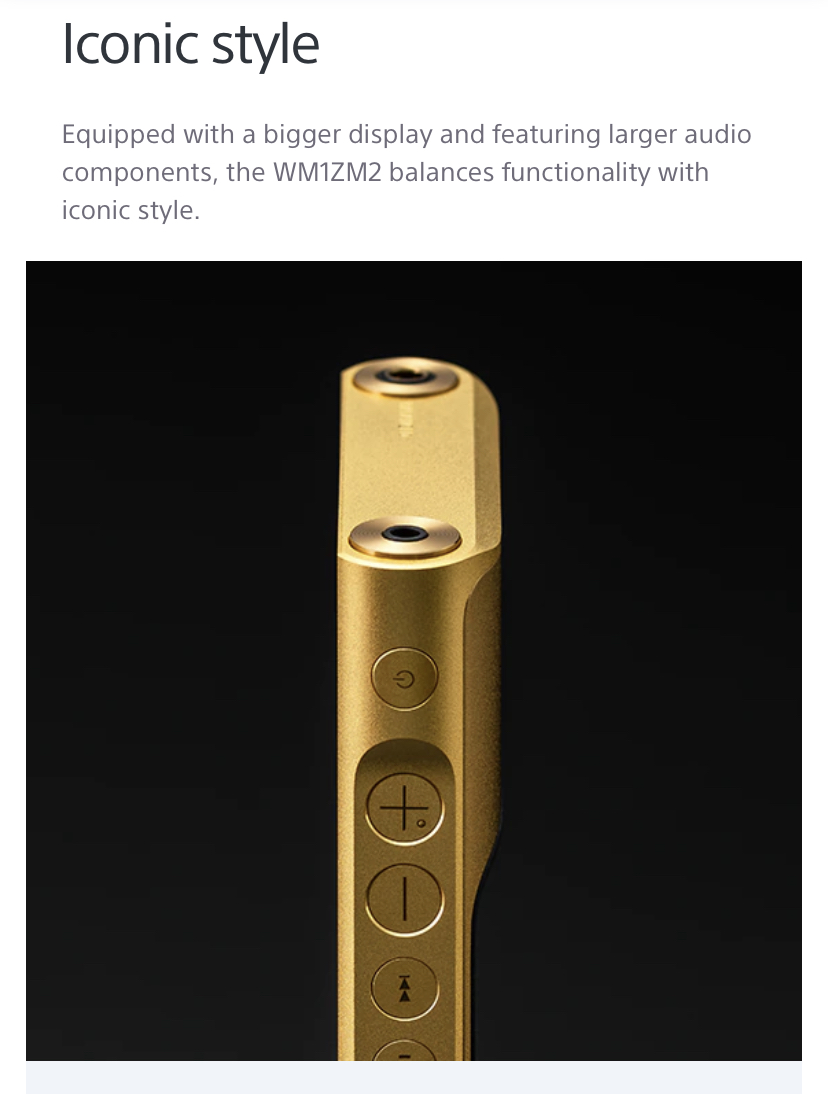 Iconic style
Equipped with a bigger display and featuring larger audio
components, the WM1ZM2 balances functionality with
iconic style.